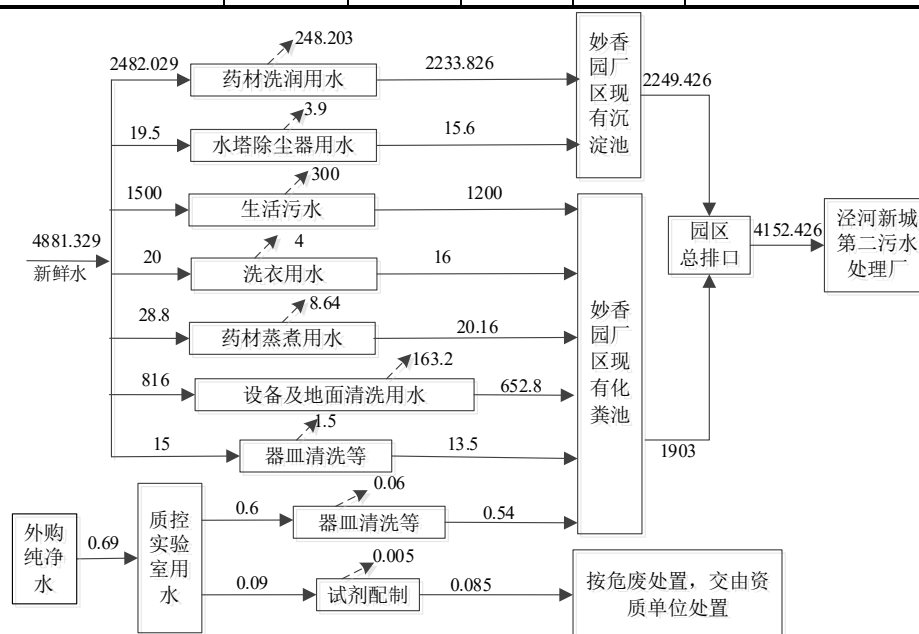 248.203
2482.029
药材洗润用水
2233.826
妙香
园厂
区现
有沉
淀池
2249.426
3.9
19.5
水塔除尘器用水
15.6
300
1500
生活污水
1200
4881.329
新鲜水
4
20
洗衣用水
16
园区
总排口
4152.426
泾河新城
第二污水
处理厂
8.64
28.8
药材蒸煮用水
20.16
妙香
园厂
区现
有化
粪池
163.2
816
设备及地面清洗用水
652.8
1.5
15
器皿清洗等
13.5
1903
0.06
外购
纯净
水
0.69
质控
实验
室用
水
0.6
器皿清洗等
0.54
0.005
0.09
试剂配制
0.085
按危废处置，交由资
质单位处置